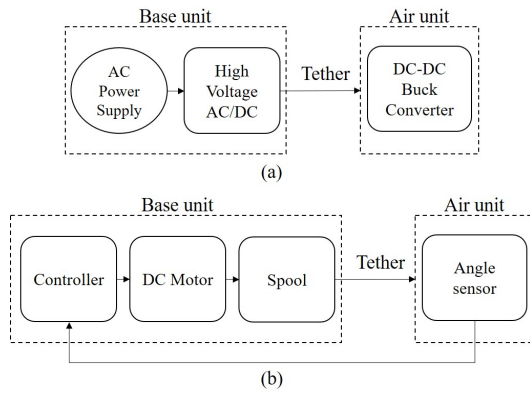 Base unit
Air unit
AC
Power
Supply
High
Voltage
AC/DC
Tether
DC-DC
Buck
Converter
(a)
Base unit
Air unit
Controller
DC Motor
Spool
Tether
Angle
sensor
(b)